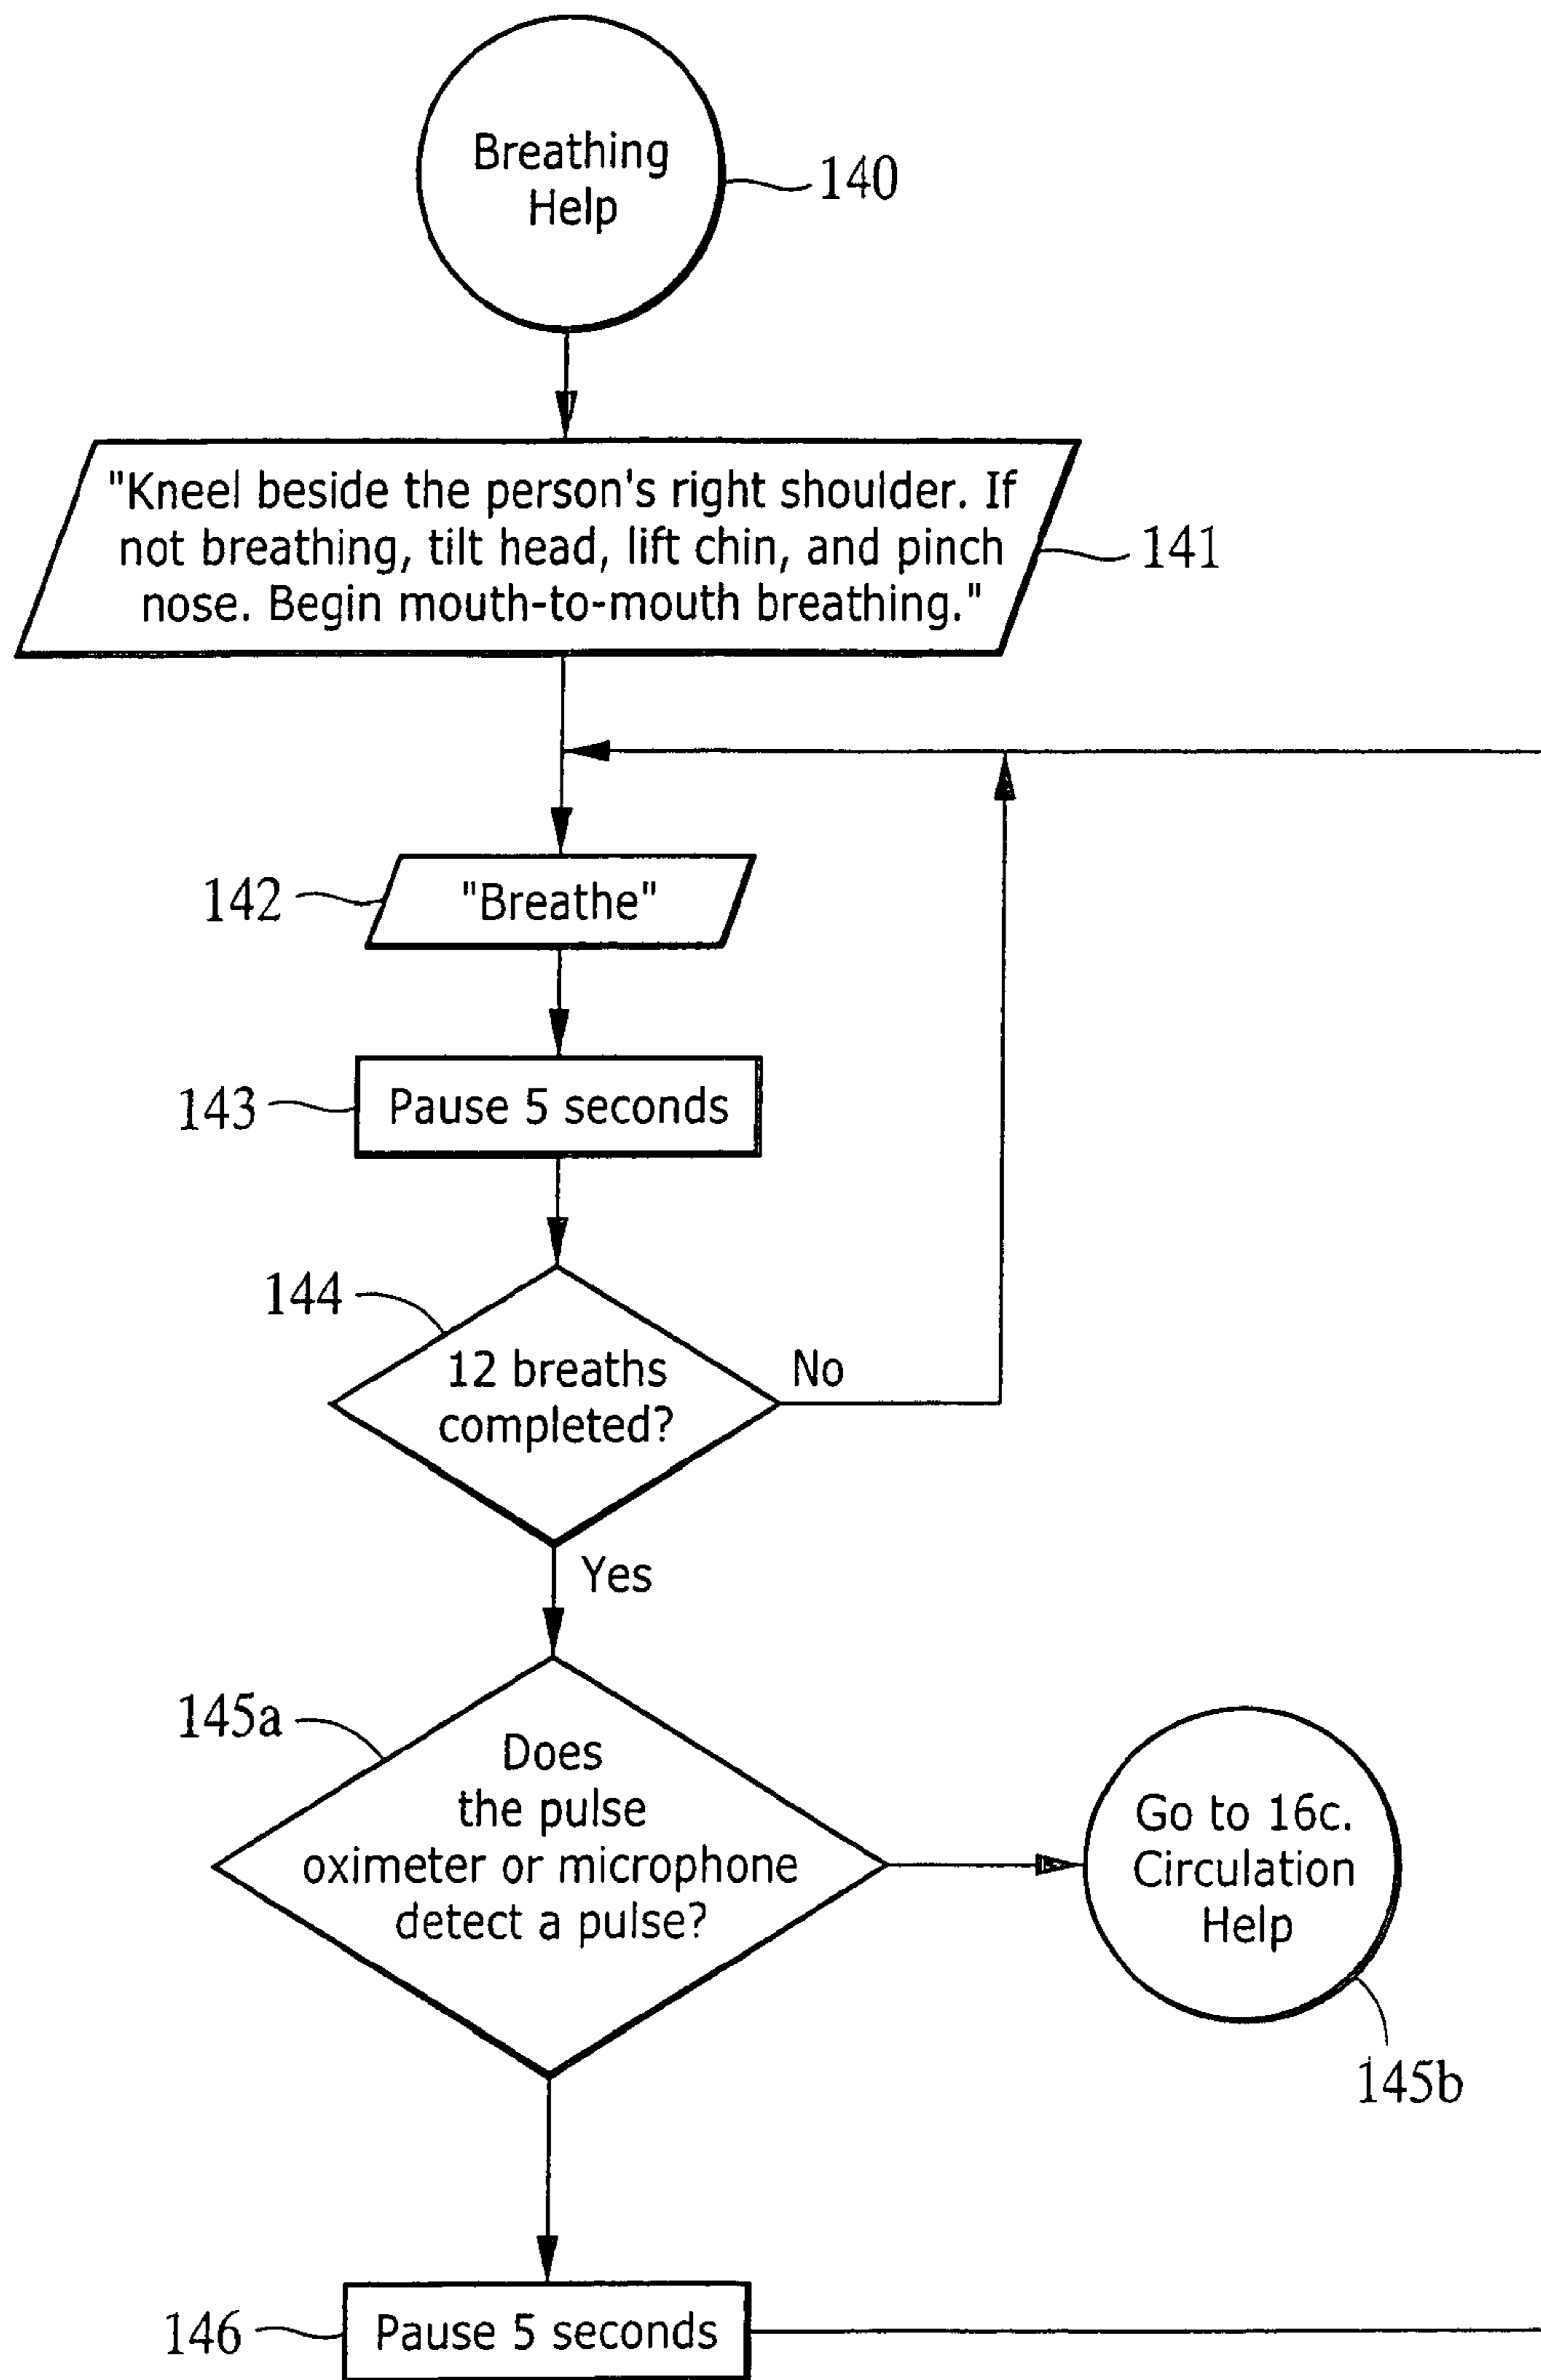 Breathing
Help
140
"Kneel beside the person's right shoulder. If
not breathing, tilt head, lift chin, and pinch
nose. Begin mouth-to-mouth breathing."
141
142
"Breathe"
143
Pause 5 seconds
144
12 breaths
completed?
No
Yes
145a
Does
the pulse
oximeter or microphone
detect a pulse?
Go to 16c.
Circulation
Help
145b
146
Pause 5 seconds